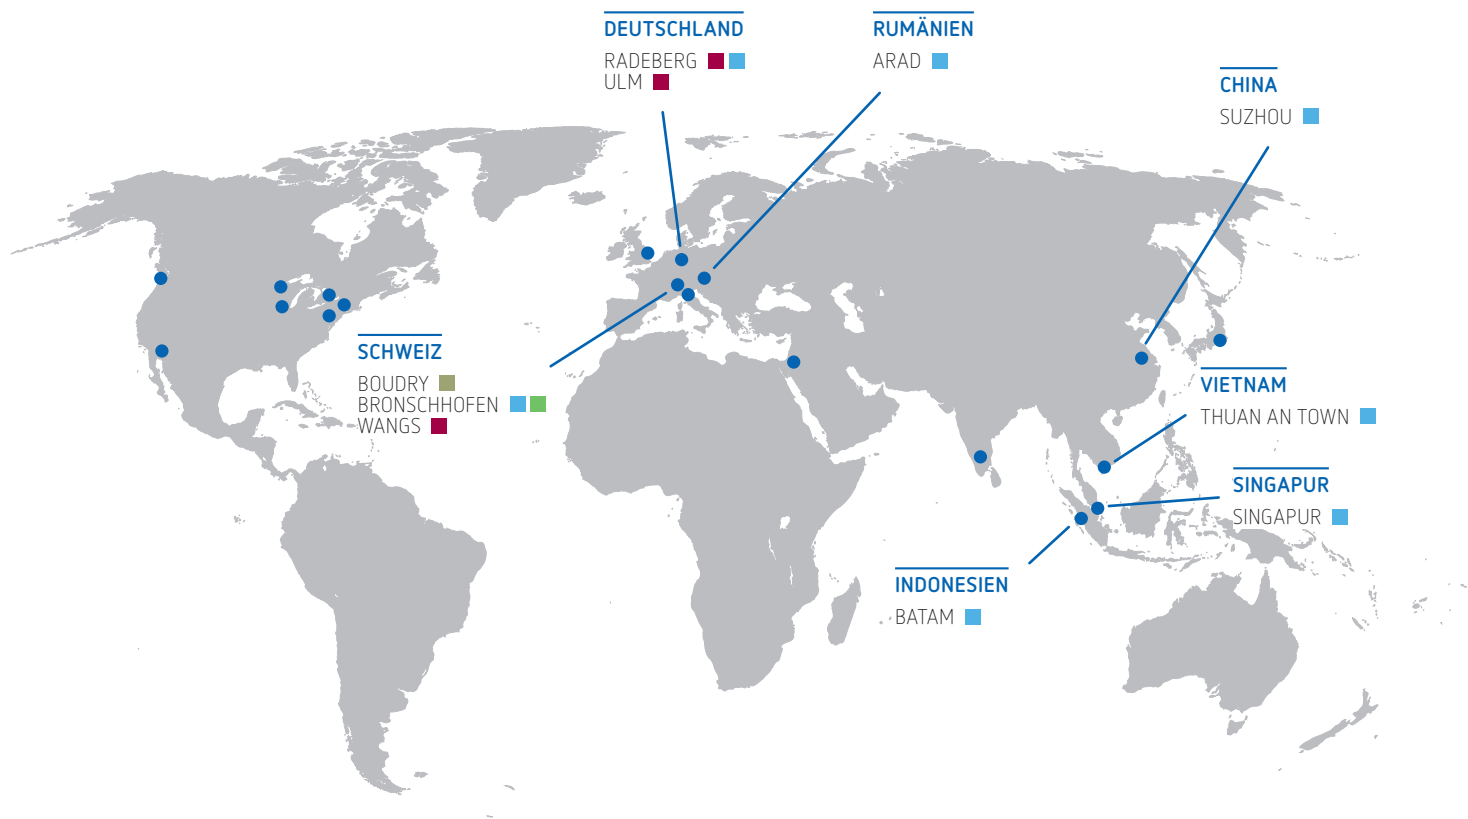 DEUTSCHLAND
RADEBERG
ULM
RUMÄNIEN
ARAD
CHINA
SUZHOU
SCHWEIZ
BOUDRY
BRONSCHHOFEN
WANGS
VIETNAM
THUAN AN TOWN
SINGAPUR
SINGAPUR
INDONESIEN
BATAM